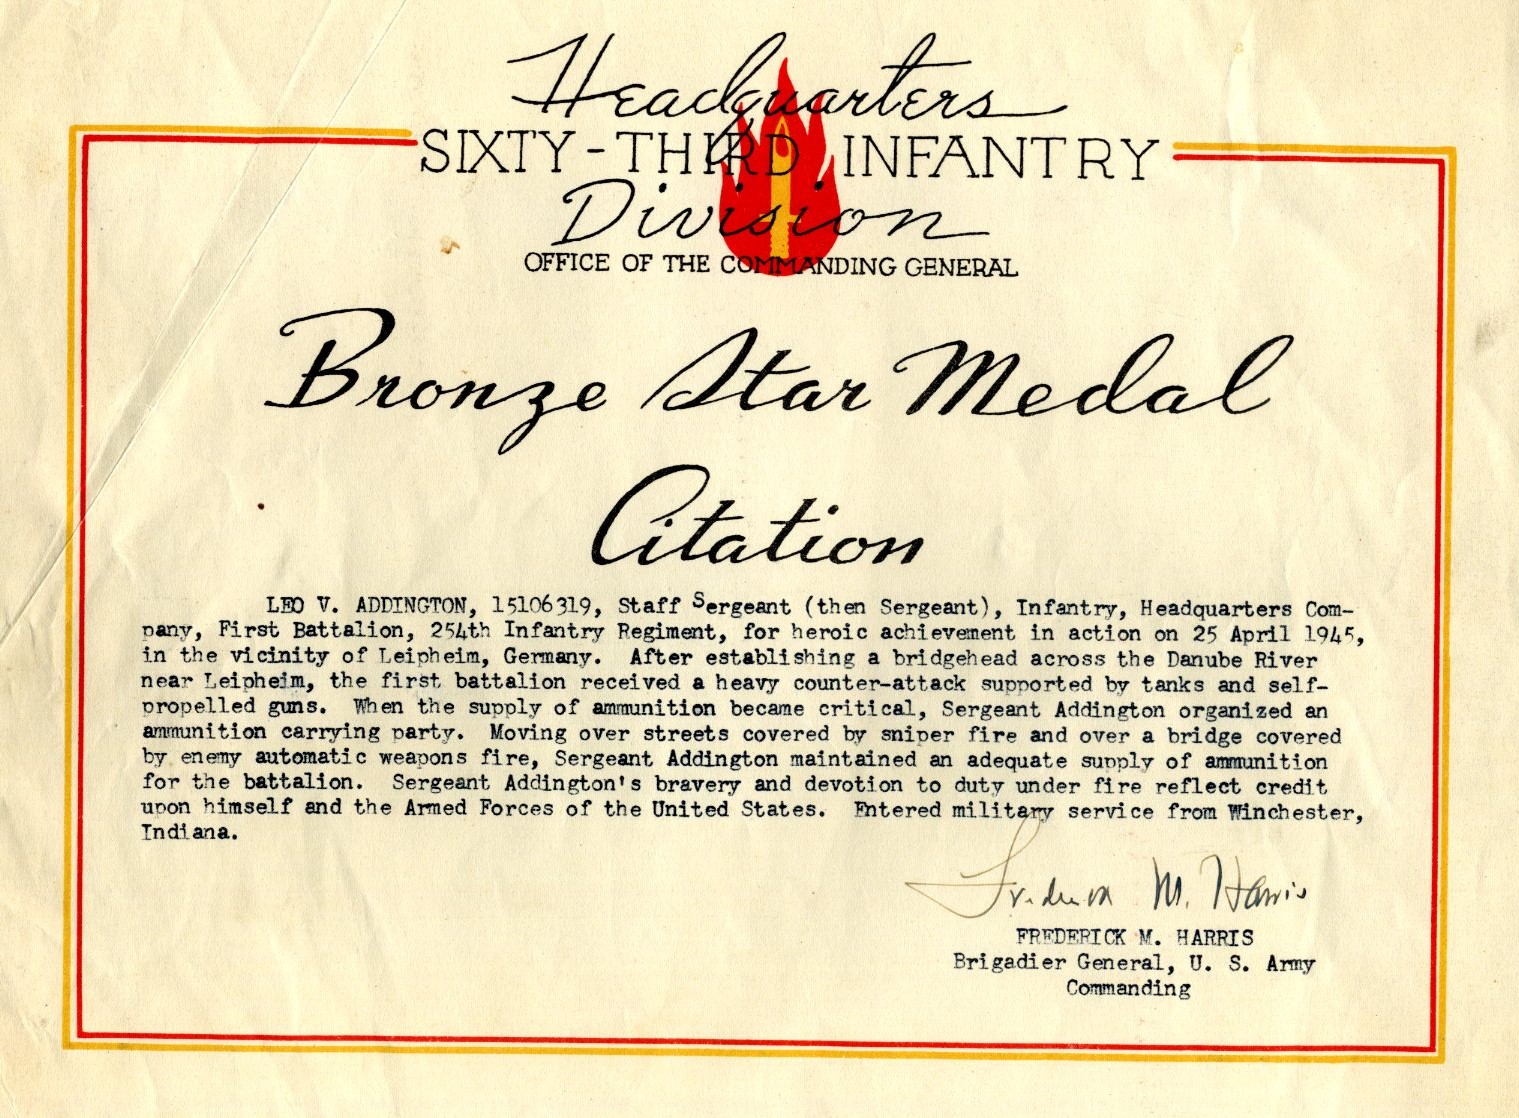 Headquarters
SIXTY-THIRD INFANTRY
Division
OFFICE OF THE COMMANDING GENERAL
Bronze Star Medal
Citation
LEO V. ADDINGTON, 15106319, Staff Sergeant (then Sergeant), Infantry, Headquarters Com-
pany, First Battalion, 254th Infantry Regiment, for heroic achievement in action on 25 April 1945,
in the vicinity of Leipheim, Germany. After establishing a bridgehead across the Danube River
near Leipheim, the first battalion received a heavy counter-attack supported by tanks and self-
propelled guns. When the supply of ammunition became critical, Sergeant Addington organized an
ammunition carrying party. Moving over streets covered by sniper fire and over a bridge covered
by enemy automatic weapons fire, Sergeant Addington maintained an adequate supply of ammunition
for the battalion. Sergeant Addington's bravery and devotion to duty under fire reflect credit
upon himself and the Armed Forces of the United States. Entered military service from Winchester,
Indiana.
Frederick M. Harris
FREDERICK M. HARRIS
Brigadier General, U. S. Army
Commanding